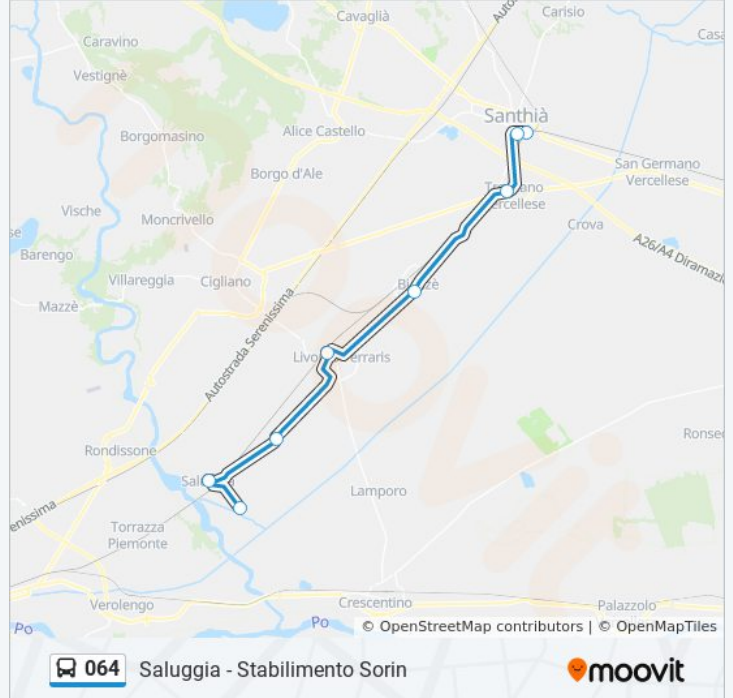 Cavaglià
Carisio
Caravino
Vestignè
Santhià
Borgomasino
Alice Castello
San Germano
Vercellese
Borgo d'Ale
Vische
Moncrivello
Crova
Barengo
A26/A4 Diramazi
Villareggia
Cigliano
Mazzè
Autostrada Serenissima
Rondissone
Ronsec
Lamporo
enissima
Torrazza
Piemonte
Verolengo
Crescentino
Palazzolo
Po
Po
© OpenStreetMap contributors | © OpenMapTiles
064 Saluggia - Stabilimento Sorin
moovit